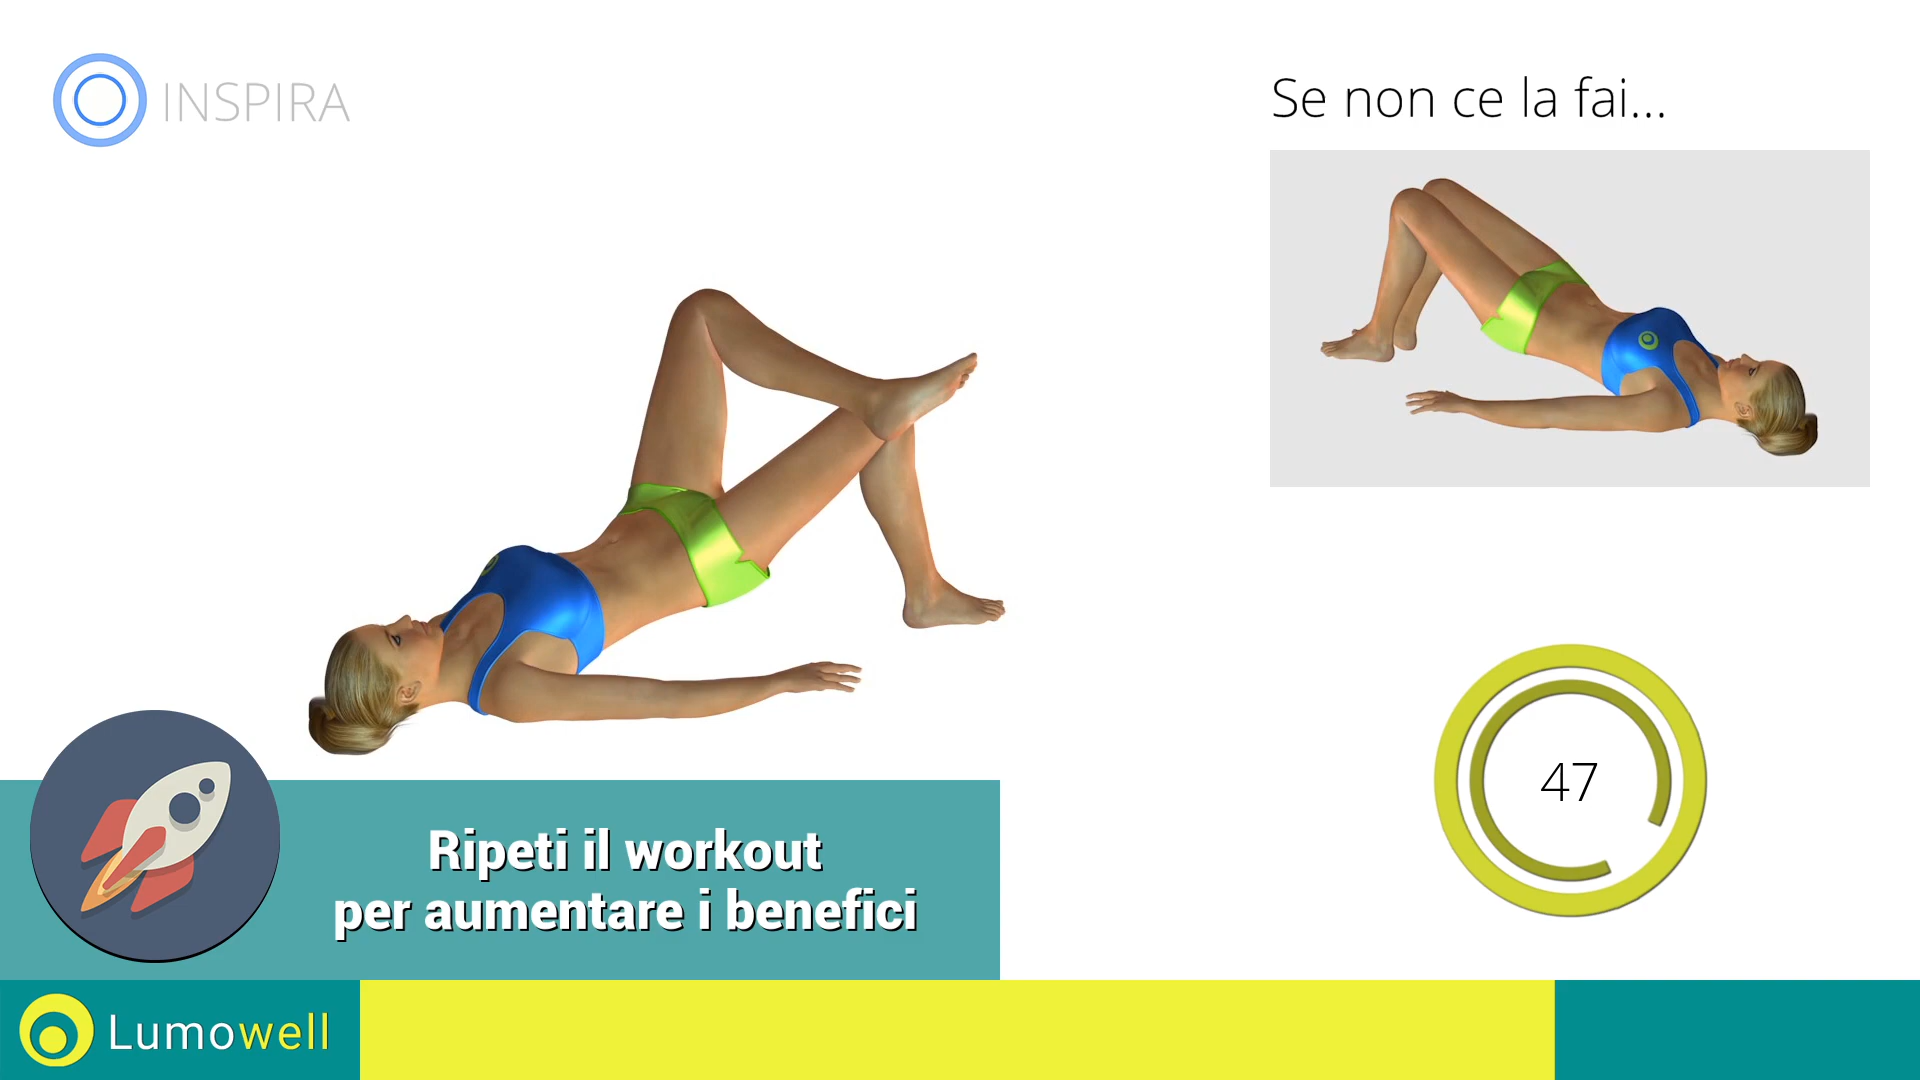 INSPIRA
Se non ce la fai...
47
Ripeti il workout
per aumentare i benefici
Lumowell